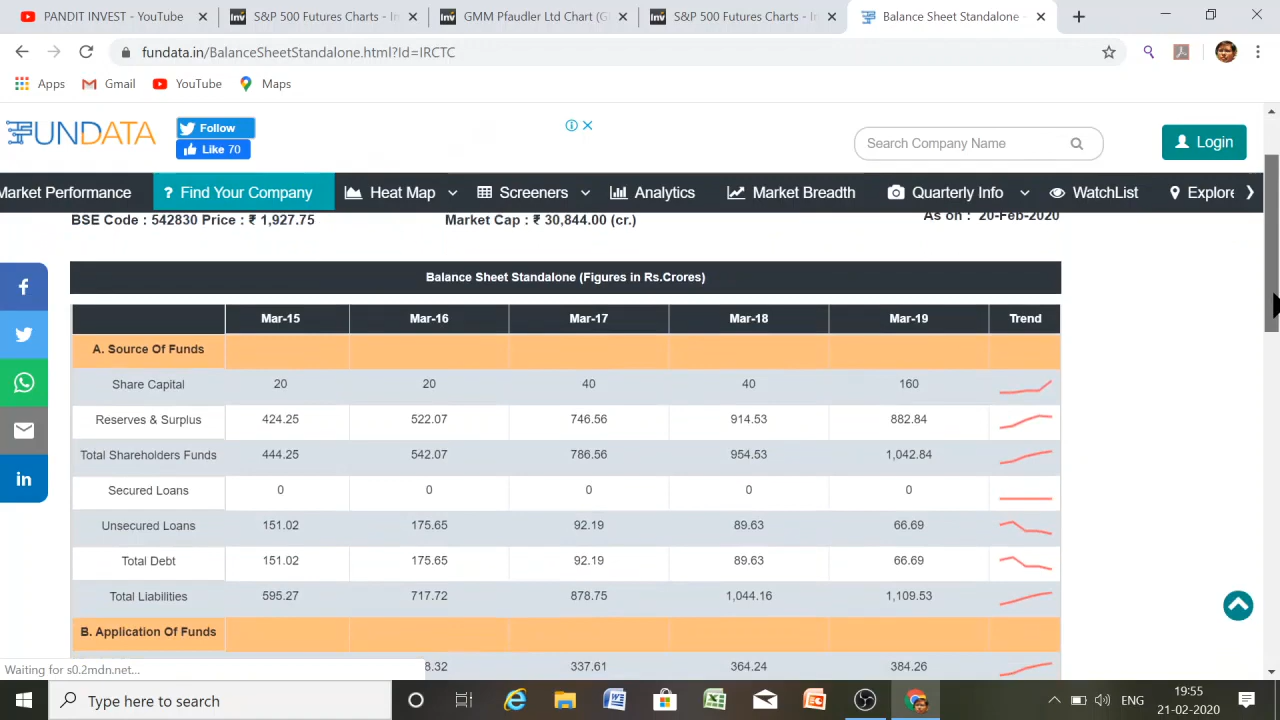 PANDIT INVEST - YouTube
S&P 500 Futures Charts - In
GMM Pfaudler Ltd Chart (G
S&P 500 Futures Charts - In
Balance Sheet Standalone -
fundata.in/BalanceSheetStandalone.html?Id=IRCTC
Apps
Gmail
YouTube
Maps
FUNDATA
Follow
Like 70
Search Company Name
Login
Market Performance
? Find Your Company
Heat Map
Screeners
Analytics
Market Breadth
Quarterly Info
WatchList
Explore
BSE Code : 542830 Price : ₹ 1,927.75
Market Cap : ₹ 30,844.00 (cr.)
As on : 20-Feb-2020
Balance Sheet Standalone (Figures in Rs.Crores)
Mar-15 Mar-16 Mar-17 Mar-18 Mar-19 Trend
A. Source Of Funds
Share Capital 20 20 40 40 160
Reserves & Surplus 424.25 522.07 746.56 914.53 882.84
Total Shareholders Funds 444.25 542.07 786.56 954.53 1,042.84
Secured Loans 0 0 0 0 0
Unsecured Loans 151.02 175.65 92.19 89.63 66.69
Total Debt 151.02 175.65 92.19 89.63 66.69
Total Liabilities 595.27 717.72 878.75 1,044.16 1,109.53
B. Application Of Funds
8.32 337.61 364.24 384.26
Waiting for s0.2mdn.net...
Type here to search
ENG
19:55
21-02-2020